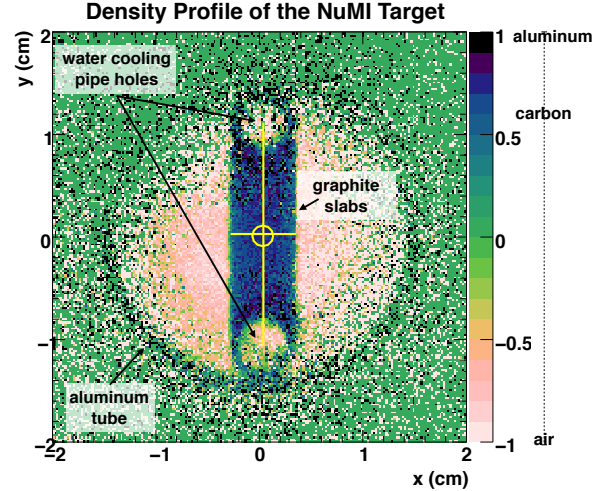 Density Profile of the NuMI Target
y (cm)
2
1
0
−1
−2
water cooling
pipe holes
graphite
slabs
aluminum
tube
−2
−1
0
1
2
x (cm)
1
0.5
0
−0.5
−1
aluminum
carbon
air